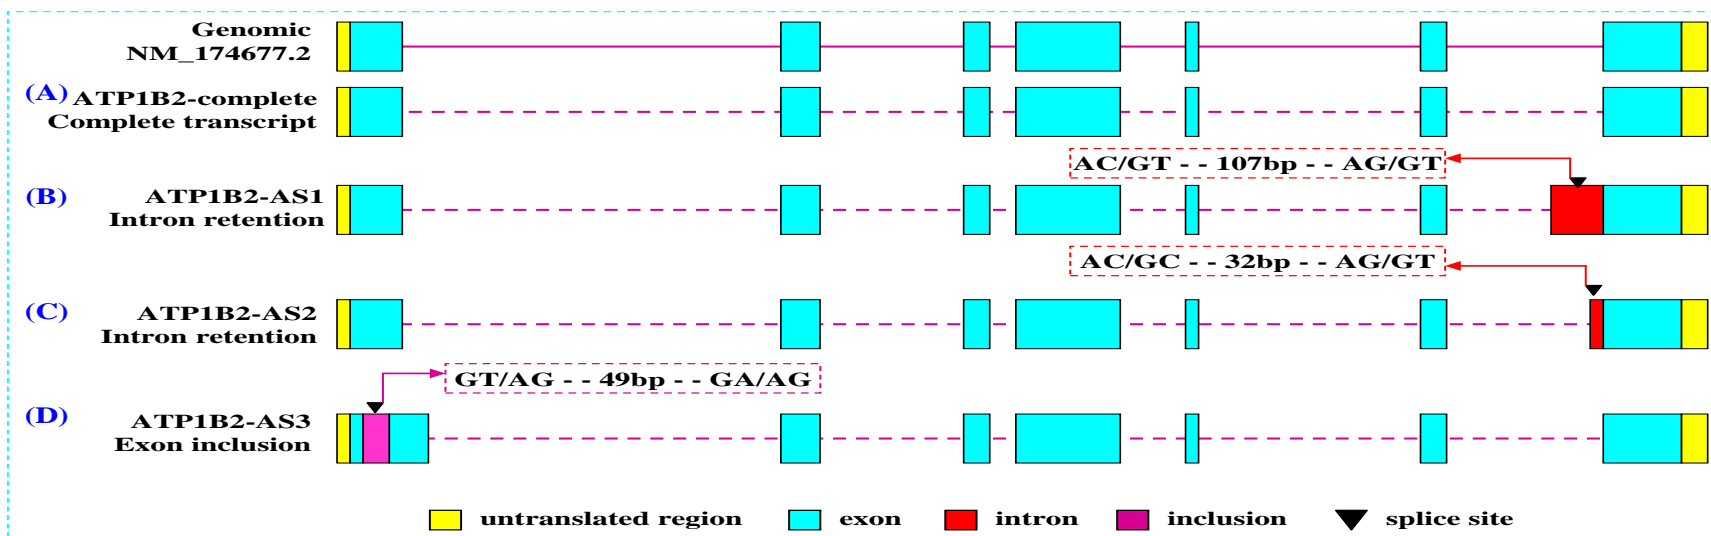 Genomic
NM_174677.2
(A) ATP1B2-complete
Complete transcript
AC/GT - - 107bp - - AG/GT
(B) ATP1B2-AS1
Intron retention
AC/GC - - 32bp - - AG/GT
(C) ATP1B2-AS2
Intron retention
GT/AG - - 49bp - - GA/AG
(D) ATP1B2-AS3
Exon inclusion
untranslated region exon intron inclusion splice site